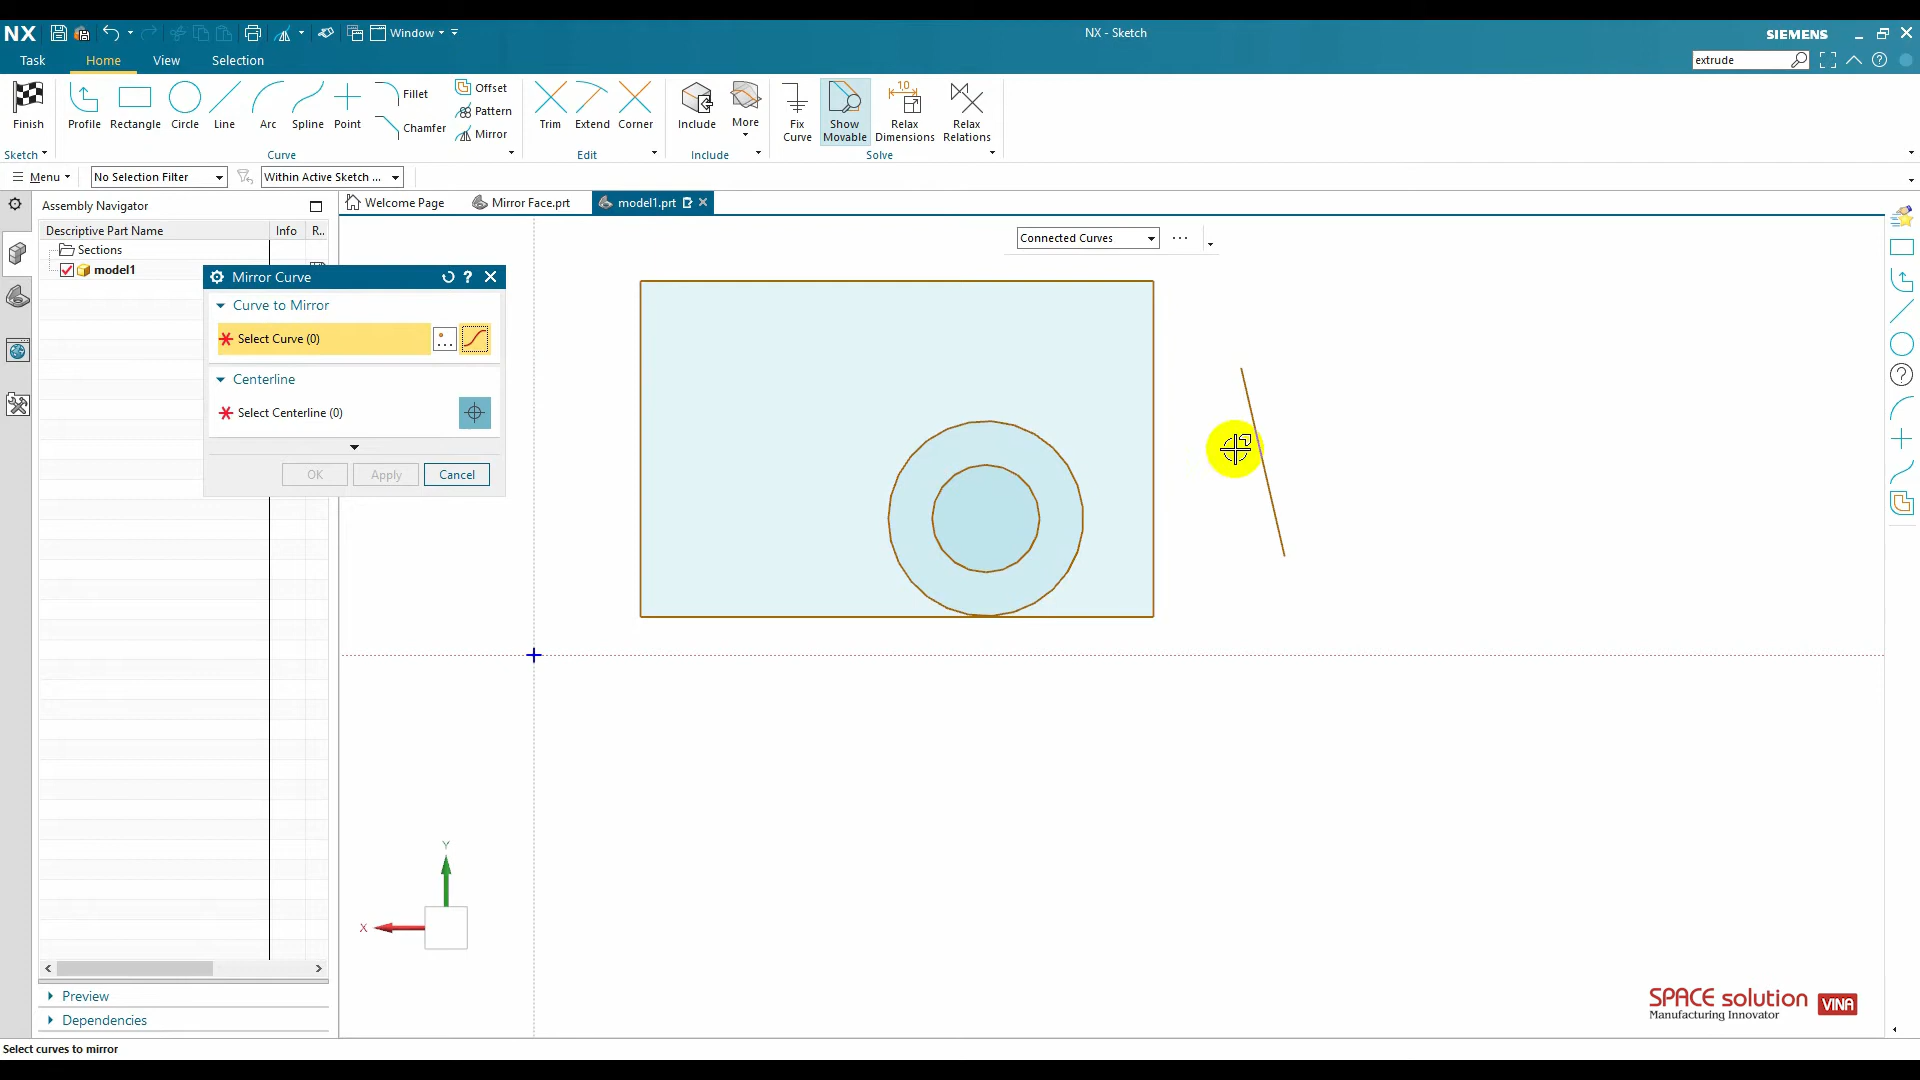 NX
Window
NX - Sketch
SIEMENS
Task
Home
View
Selection
extrude
Finish
Profile
Rectangle
Circle
Line
Arc
Spline
Point
Fillet
Chamfer
Offset
Pattern
Mirror
Trim
Extend
Corner
Include
More
Fix
Curve
Show
Movable
1,0
Relax
Dimensions
Relax
Relations
Sketch
Curve
Edit
Include
Solve
Menu
No Selection Filter
Within Active Sketch ...
Assembly Navigator
Welcome Page
Mirror Face.prt
model1.prt
Descriptive Part Name
Info
R..
Sections
model1
Connected Curves
Mirror Curve
Curve to Mirror
Select Curve (0)
Centerline
Select Centerline (0)
OK
Apply
Cancel
Y
X
Preview
Dependencies
SPACE solution VINA
Manufacturing Innovator
Select curves to mirror